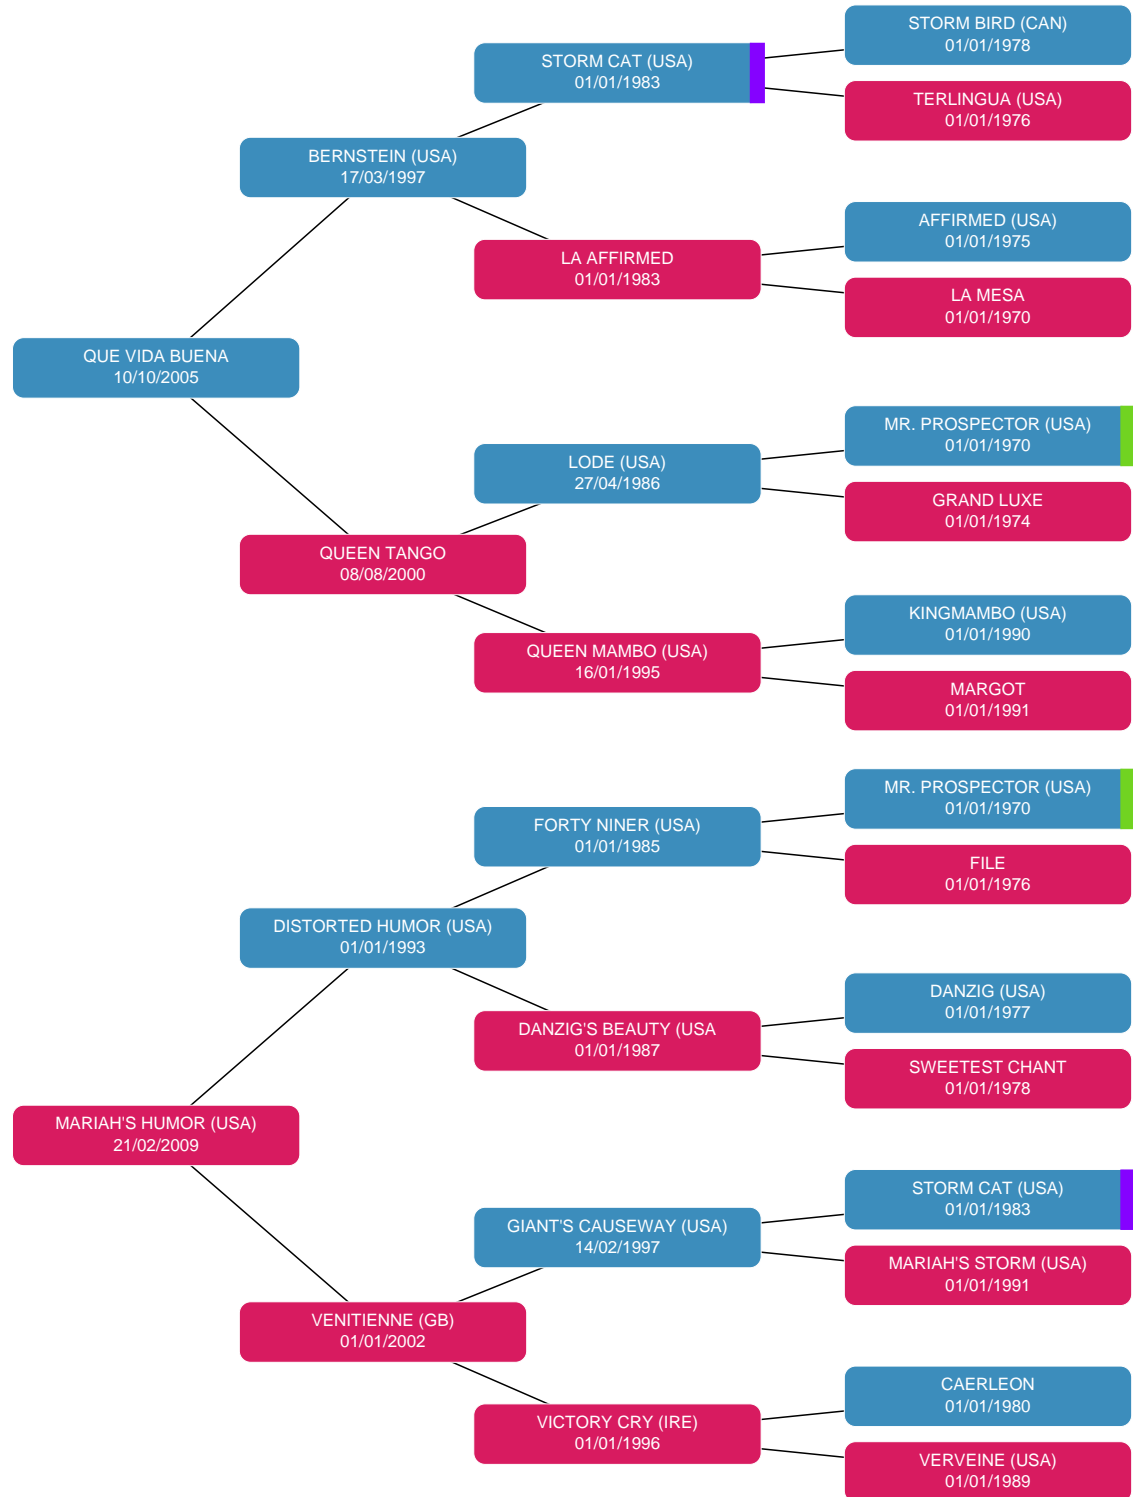 STORM BIRD (CAN)
01/01/1978
STORM CAT (USA)
01/01/1983
TERLINGUA (USA)
01/01/1976
BERNSTEIN (USA)
17/03/1997
AFFIRMED (USA)
01/01/1975
LA AFFIRMED
01/01/1983
LA MESA
01/01/1970
QUE VIDA BUENA
10/10/2005
MR. PROSPECTOR (USA)
01/01/1970
LODE (USA)
27/04/1986
GRAND LUXE
01/01/1974
QUEEN TANGO
08/08/2000
KINGMAMBO (USA)
01/01/1990
QUEEN MAMBO (USA)
16/01/1995
MARGOT
01/01/1991
MR. PROSPECTOR (USA)
01/01/1970
FORTY NINER (USA)
01/01/1985
FILE
01/01/1976
DISTORTED HUMOR (USA)
01/01/1993
DANZIG (USA)
01/01/1977
DANZIG'S BEAUTY (USA
01/01/1987
SWEETEST CHANT
01/01/1978
MARIAH'S HUMOR (USA)
21/02/2009
STORM CAT (USA)
01/01/1983
GIANT'S CAUSEWAY (USA)
14/02/1997
MARIAH'S STORM (USA)
01/01/1991
VENITIENNE (GB)
01/01/2002
CAERLEON
01/01/1980
VICTORY CRY (IRE)
01/01/1996
VERVEINE (USA)
01/01/1989